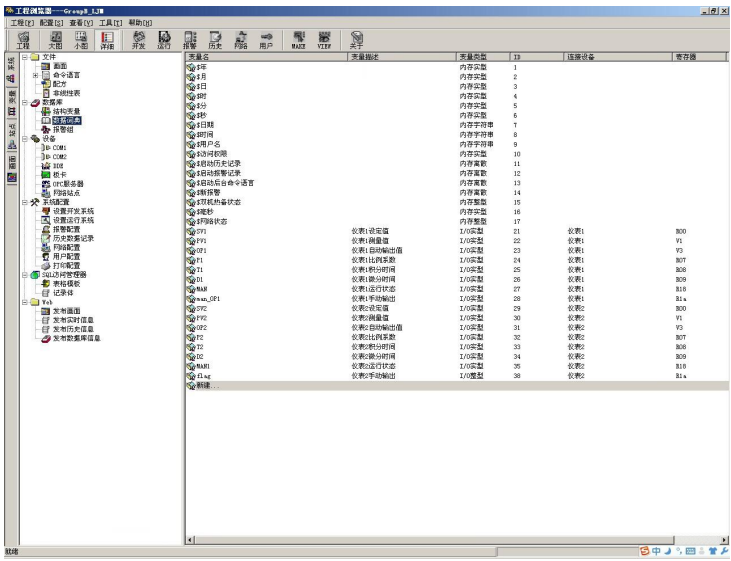 工程浏览器---GroupB_LJM
工程[F] 配置[S] 查看[V] 工具[T] 帮助[H]
工程 大图 小图 详细 开发 运行 报警 历史 网络 用户 MAKE VIEW 关于
系统
变量
站点
画面
文件
画面
命令语言
配方
非线性表
数据库
结构变量
数据词典
报警组
设备
COM1
COM2
DDE
板卡
OPC服务器
网络站点
系统配置
设置开发系统
设置运行系统
报警配置
历史数据记录
网络配置
用户配置
打印配置
SQL访问管理器
表格模板
记录体
Web
发布画面
发布实时信息
发布历史信息
发布数据库信息
变量名 变量描述 变量类型 ID 连接设备 寄存器
$年 内存实型 1
$月 内存实型 2
$日 内存实型 3
$时 内存实型 4
$分 内存实型 5
$秒 内存实型 6
$日期 内存字符串 7
$时间 内存字符串 8
$用户名 内存字符串 9
$访问权限 内存实型 10
$启动历史记录 内存离散 11
$启动报警记录 内存离散 12
$启动后台命令语言 内存离散 13
$新报警 内存离散 14
$双机热备状态 内存整型 15
$毫秒 内存实型 16
$网络状态 内存整型 17
SV1 仪表1设定值 I/O实型 21 仪表1 R00
PV1 仪表1测量值 I/O实型 22 仪表1 V1
OP1 仪表1自动输出值 I/O实型 23 仪表1 V3
P1 仪表1比例系数 I/O实型 24 仪表1 R07
T1 仪表1积分时间 I/O实型 25 仪表1 R08
D1 仪表1微分时间 I/O实型 26 仪表1 R09
MAN 仪表1运行状态 I/O实型 27 仪表1 R18
man_OP1 仪表1手动输出 I/O实型 28 仪表1 R1a
SV2 仪表2设定值 I/O实型 29 仪表2 R00
PV2 仪表2测量值 I/O实型 30 仪表2 V1
OP2 仪表2自动输出值 I/O实型 31 仪表2 V3
P2 仪表2比例系数 I/O实型 32 仪表2 R07
T2 仪表2积分时间 I/O实型 33 仪表2 R08
D2 仪表2微分时间 I/O实型 34 仪表2 R09
MAN1 仪表2运行状态 I/O实型 35 仪表2 R18
flag 仪表2手动输出 I/O整型 38 仪表2 R1a
新建...
就绪
中